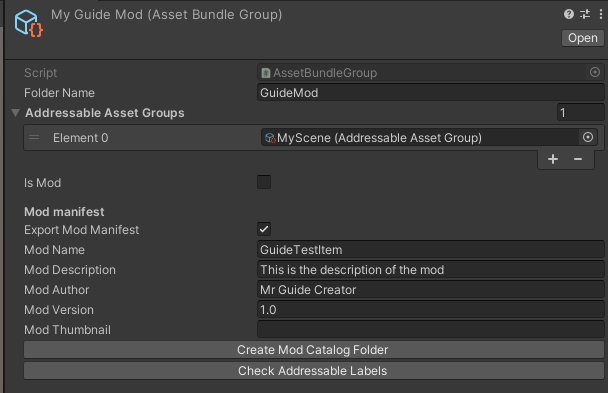 My Guide Mod (Asset Bundle Group)
Open
Script AssetBundleGroup
Folder Name GuideMod
Addressable Asset Groups 1
Element 0 MyScene (Addressable Asset Group)
+ −
Is Mod
Mod manifest
Export Mod Manifest
Mod Name GuideTestItem
Mod Description This is the description of the mod
Mod Author Mr Guide Creator
Mod Version 1.0
Mod Thumbnail
Create Mod Catalog Folder
Check Addressable Labels